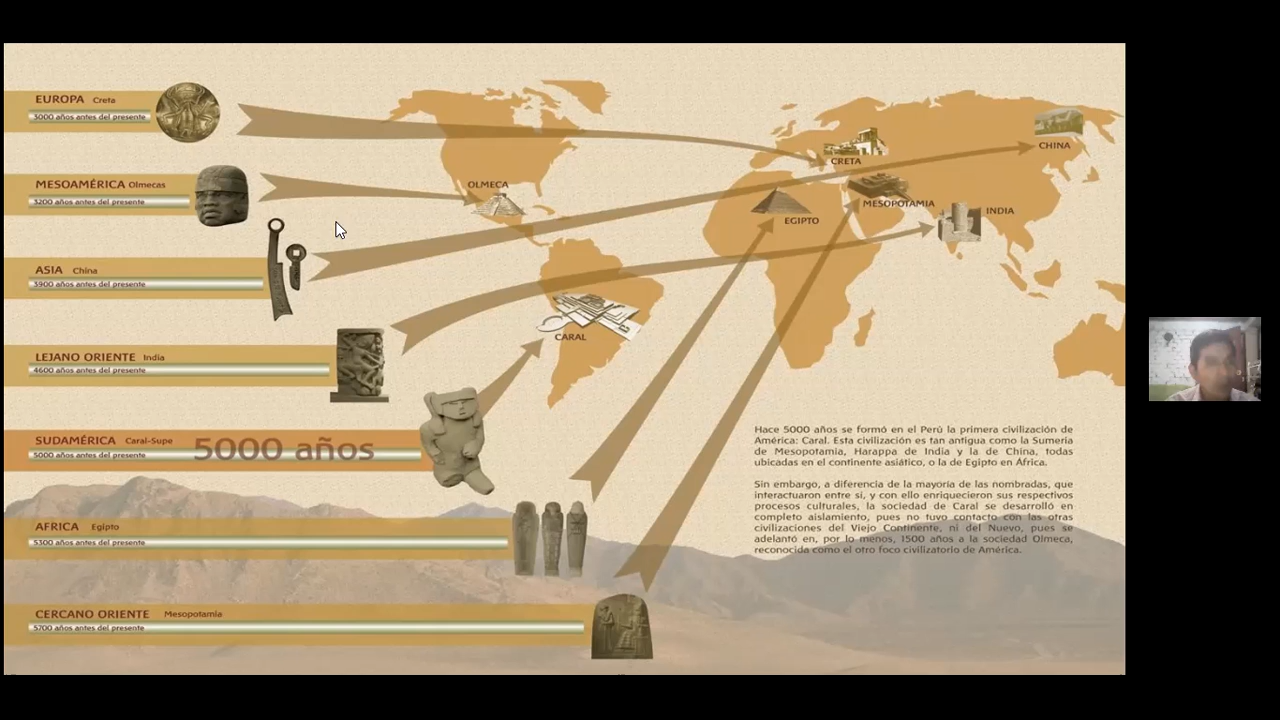 EUROPA Creta
3000 años antes del presente
MESOAMÉRICA Olmecas
3200 años antes del presente
ASIA China
3900 años antes del presente
LEJANO ORIENTE India
4600 años antes del presente
SUDAMÉRICA Caral-Supe
5000 años
5000 años antes del presente
AFRICA Egipto
5300 años antes del presente
CERCANO ORIENTE Mesopotamia
5700 años antes del presente
OLMECA
CARAL
CRETA
EGIPTO
MESOPOTAMIA
INDIA
CHINA
Hace 5000 años se formó en el Perú la primera civilización de
América: Caral. Esta civilización es tan antigua como la Sumeria
de Mesopotamia, Harappa de India y la de China, todas
ubicadas en el continente asiático, o la de Egipto en África.
Sin embargo, a diferencia de la mayoría de las nombradas, que
interactuaron entre sí, y con ello enriquecieron sus respectivos
procesos culturales, la sociedad de Caral se desarrolló en
completo aislamiento, pues no tuvo contacto con las otras
civilizaciones del Viejo Continente, ni del Nuevo, pues se
adelantó en, por lo menos, 1500 años a la sociedad Olmeca,
reconocida como el otro foco civilizatorio de América.